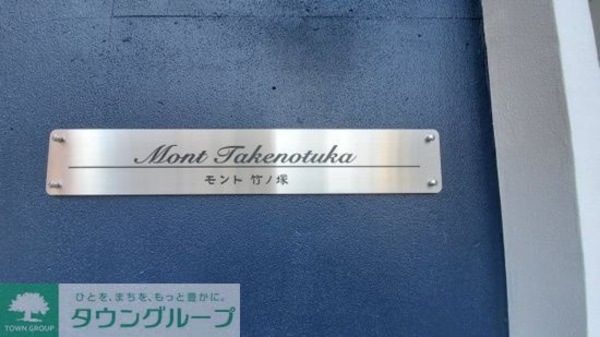 Mont Takenotuka
モント 竹ノ塚
ひとを、まちを、もっと豊かに。
タウングループ
TOWN GROUP